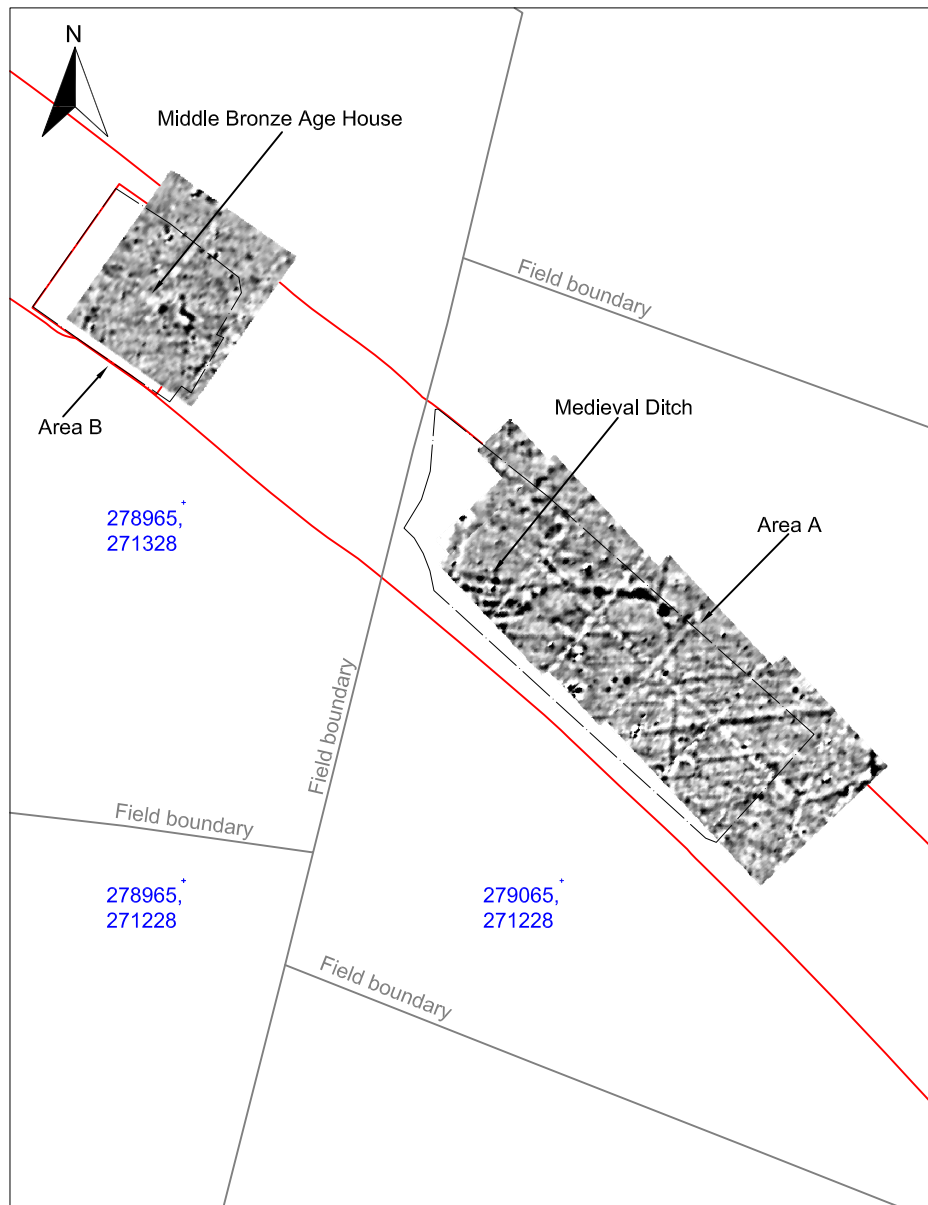 N
Middle Bronze Age House
Field boundary
Medieval Ditch
Area B
Area A
278965,
271328
Field boundary
Field boundary
278965,
271228
279065,
271228
Field boundary